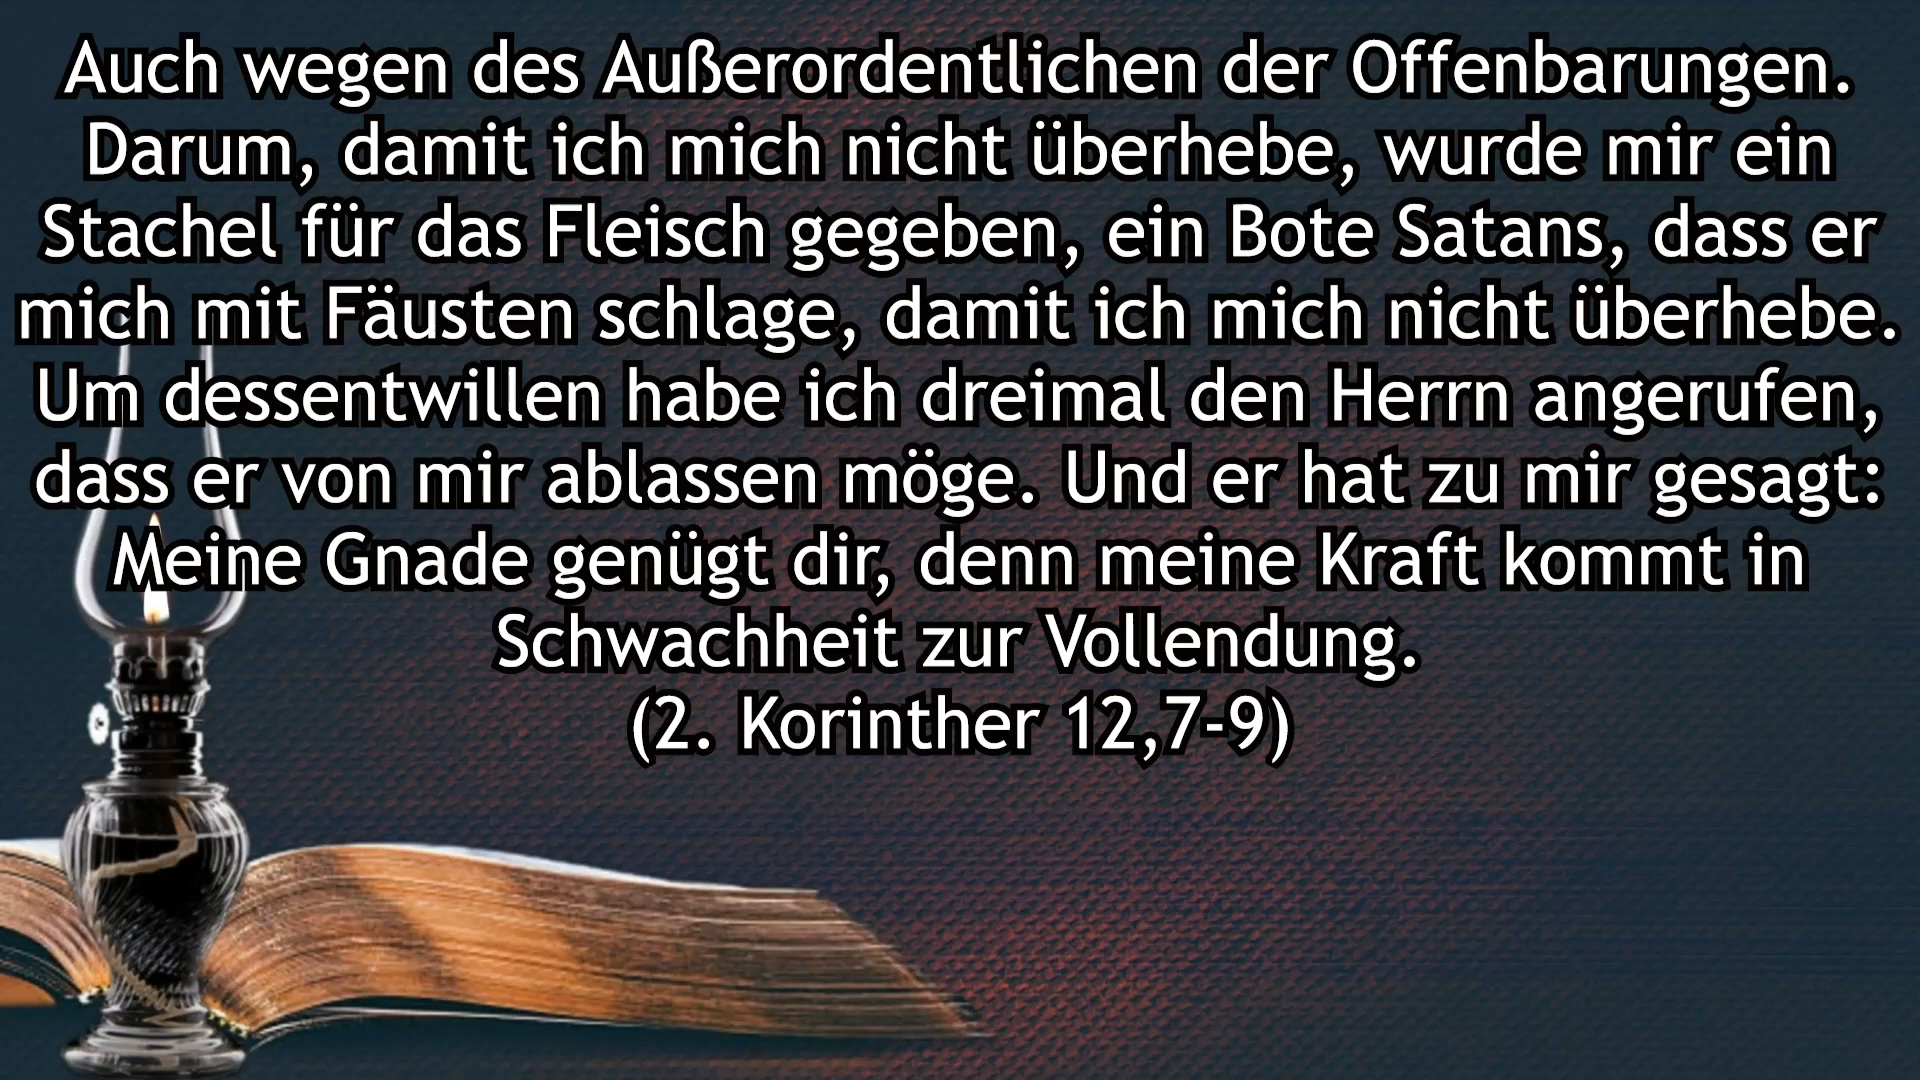 Auch wegen des Außerordentlichen der Offenbarungen.
Darum, damit ich mich nicht überhebe, wurde mir ein
Stachel für das Fleisch gegeben, ein Bote Satans, dass er
mich mit Fäusten schlage, damit ich mich nicht überhebe.
Um dessentwillen habe ich dreimal den Herrn angerufen,
dass er von mir ablassen möge. Und er hat zu mir gesagt:
Meine Gnade genügt dir, denn meine Kraft kommt in
Schwachheit zur Vollendung.
(2. Korinther 12,7-9)